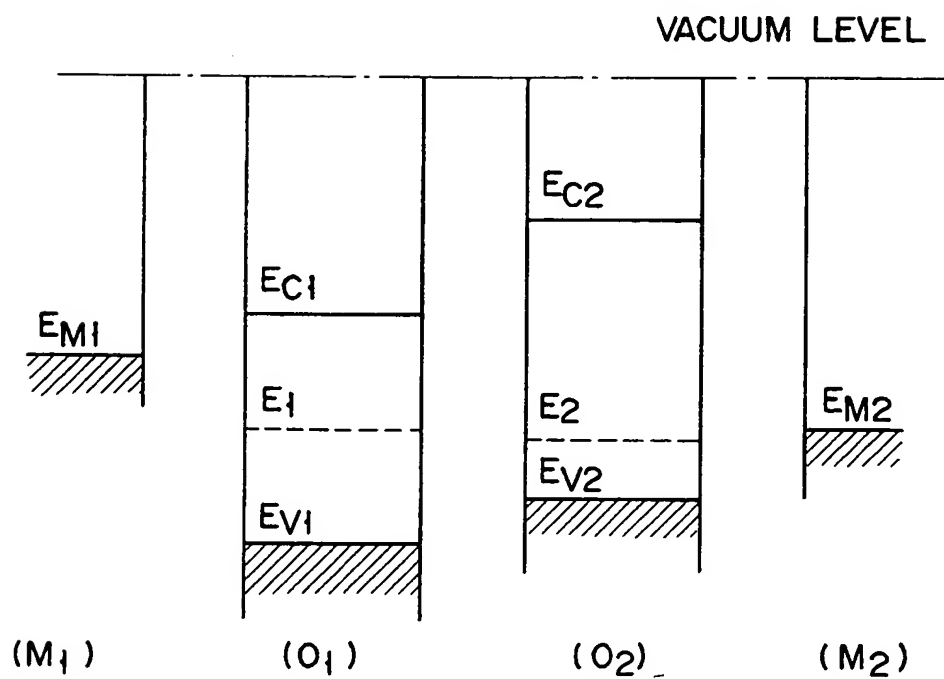 VACUUM LEVEL
EC2
EC1
EM1
E1
E2
EM2
EV2
EV1
(M1)
(O1)
(O2)
(M2)